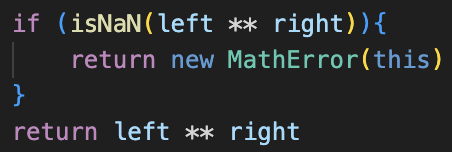 if (isNaN(left ** right)){
    return new MathError(this)
}
return left ** right